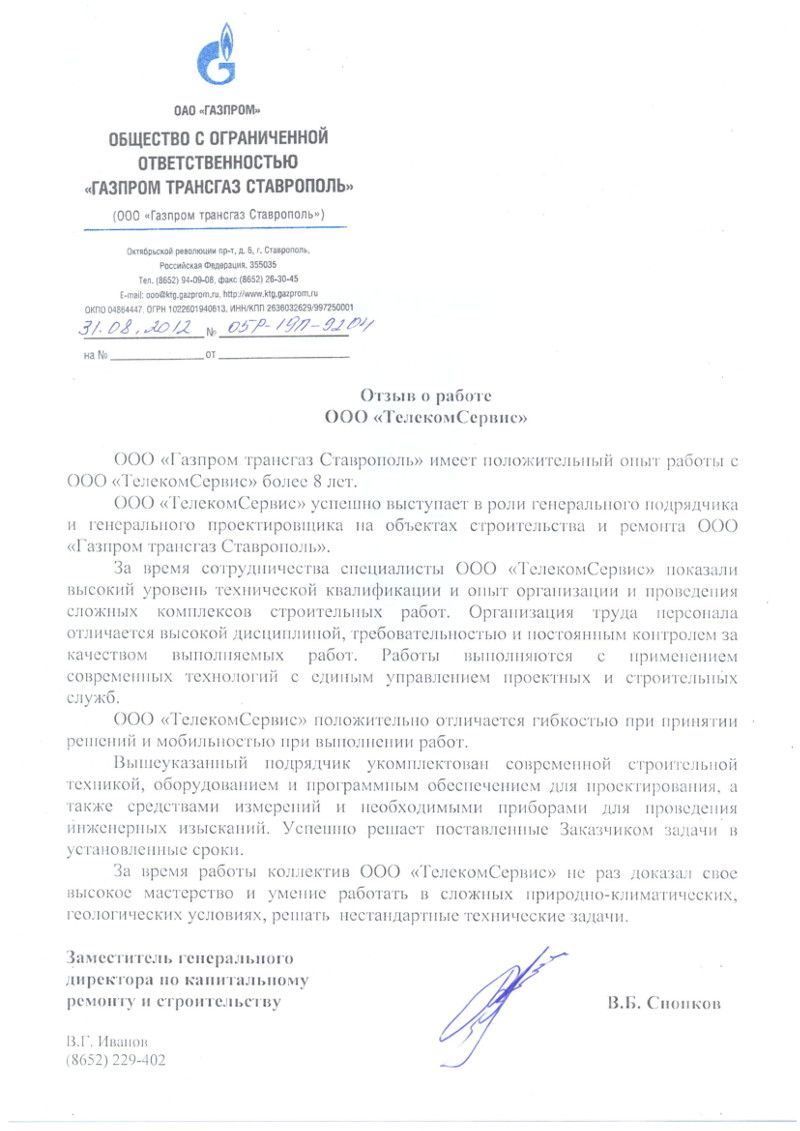 ОАО «ГАЗПРОМ»
ОБЩЕСТВО С ОГРАНИЧЕННОЙ
ОТВЕТСТВЕННОСТЬЮ
«ГАЗПРОМ ТРАНСГАЗ СТАВРОПОЛЬ»
(ООО «Газпром трансгаз Ставрополь»)
Октябрьской революции пр-т, д. 6, г. Ставрополь,
Российская Федерация, 355035
Тел. (8652) 94-09-08, факс (8652) 26-30-45
E-mail: ooo@ktg.gazprom.ru, http://www.ktg.gazprom.ru
ОКПО 04864447, ОГРН 1022601940613, ИНН/КПП 2636032629/997250001
31.08.2012 № 05Р-19П-9204
на № от
Отзыв о работе
ООО «ТелекомСервис»
ООО «Газпром трансгаз Ставрополь» имеет положительный опыт работы с
ООО «ТелекомСервис» более 8 лет.
ООО «ТелекомСервис» успешно выступает в роли генерального подрядчика
и генерального проектировщика на объектах строительства и ремонта ООО
«Газпром трансгаз Ставрополь».
За время сотрудничества специалисты ООО «ТелекомСервис» показали
высокий уровень технической квалификации и опыт организации и проведения
сложных комплексов строительных работ. Организация труда персонала
отличается высокой дисциплиной, требовательностью и постоянным контролем за
качеством выполняемых работ. Работы выполняются с применением
современных технологий с единым управлением проектных и строительных
служб.
ООО «ТелекомСервис» положительно отличается гибкостью при принятии
решений и мобильностью при выполнении работ.
Вышеуказанный подрядчик укомплектован современной строительной
техникой, оборудованием и программным обеспечением для проектирования, а
также средствами измерений и необходимыми приборами для проведения
инженерных изысканий. Успешно решает поставленные Заказчиком задачи в
установленные сроки.
За время работы коллектив ООО «ТелекомСервис» не раз доказал свое
высокое мастерство и умение работать в сложных природно-климатических,
геологических условиях, решать нестандартные технические задачи.
Заместитель генерального
директора по капитальному
ремонту и строительству В.Б. Снопков
В.Г. Иванов
(8652) 229-402